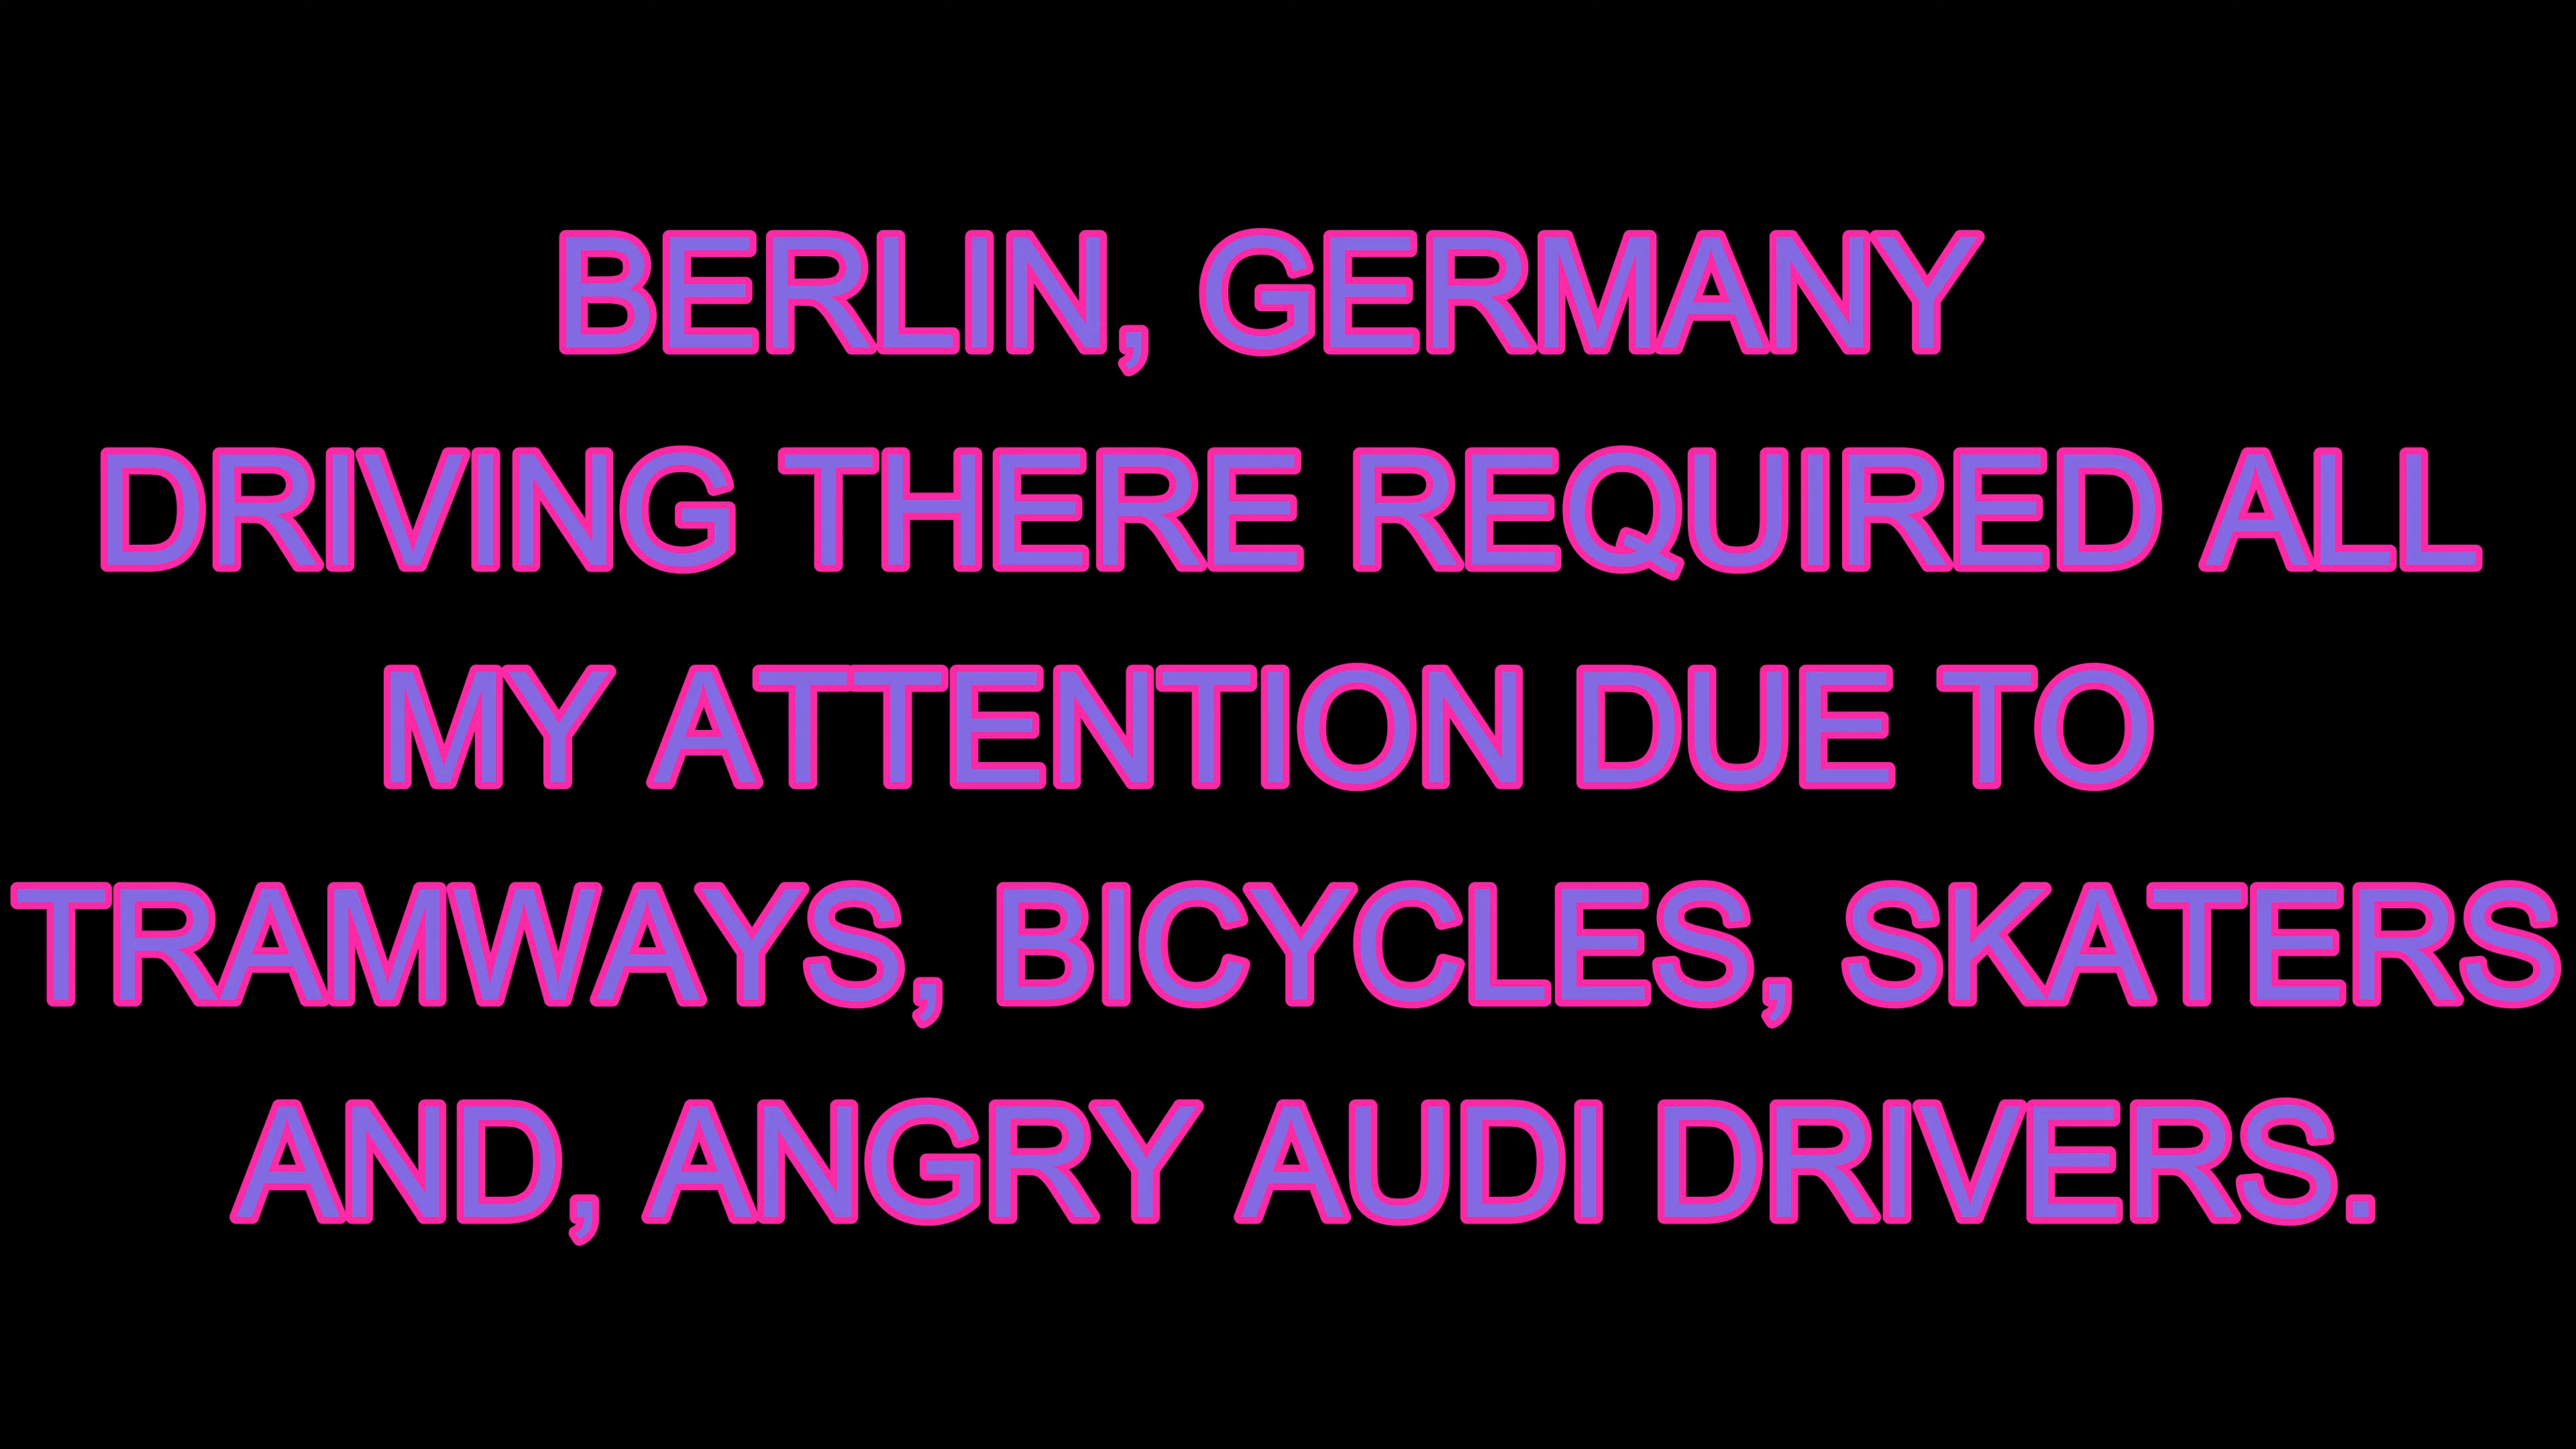 BERLIN, GERMANY
DRIVING THERE REQUIRED ALL
MY ATTENTION DUE TO
TRAMWAYS, BICYCLES, SKATERS
AND, ANGRY AUDI DRIVERS.